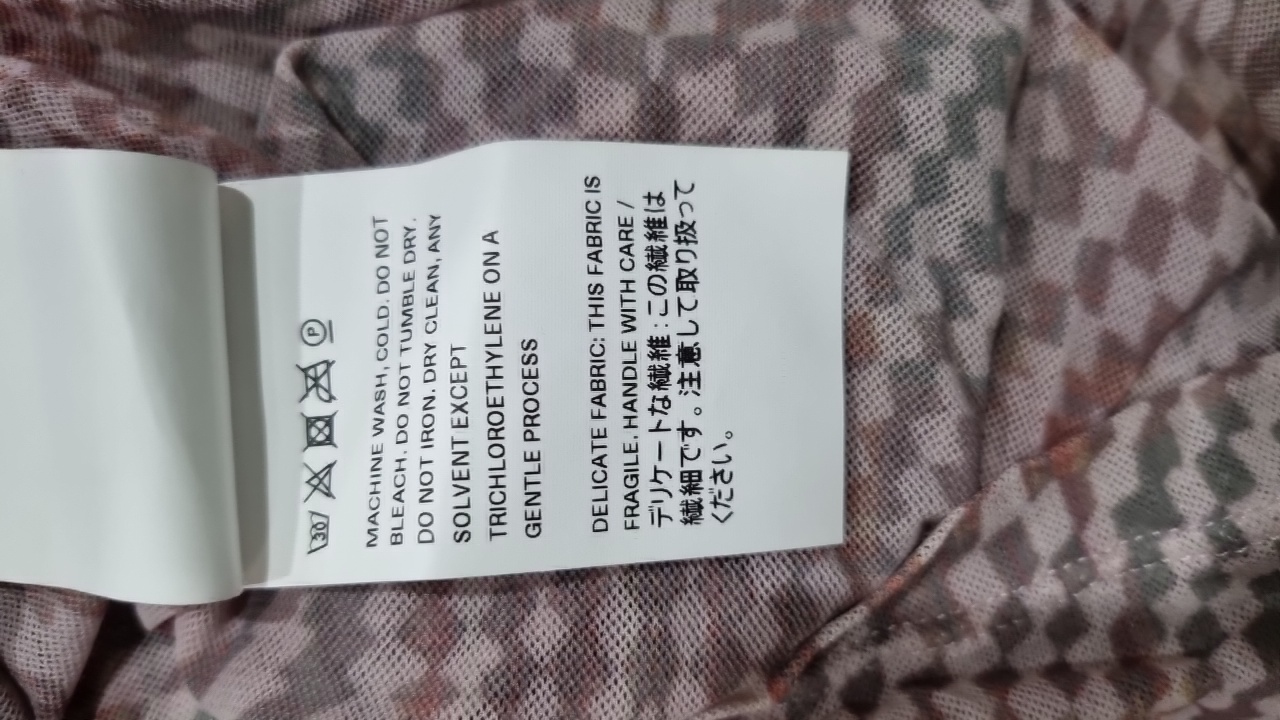 30 P
MACHINE WASH, COLD. DO NOT
BLEACH. DO NOT TUMBLE DRY.
DO NOT IRON. DRY CLEAN, ANY
SOLVENT EXCEPT
TRICHLOROETHYLENE ON A
GENTLE PROCESS
DELICATE FABRIC: THIS FABRIC IS
FRAGILE. HANDLE WITH CARE /
デリケートな繊維 : この繊維は
繊細です。注意して取り扱って
ください。